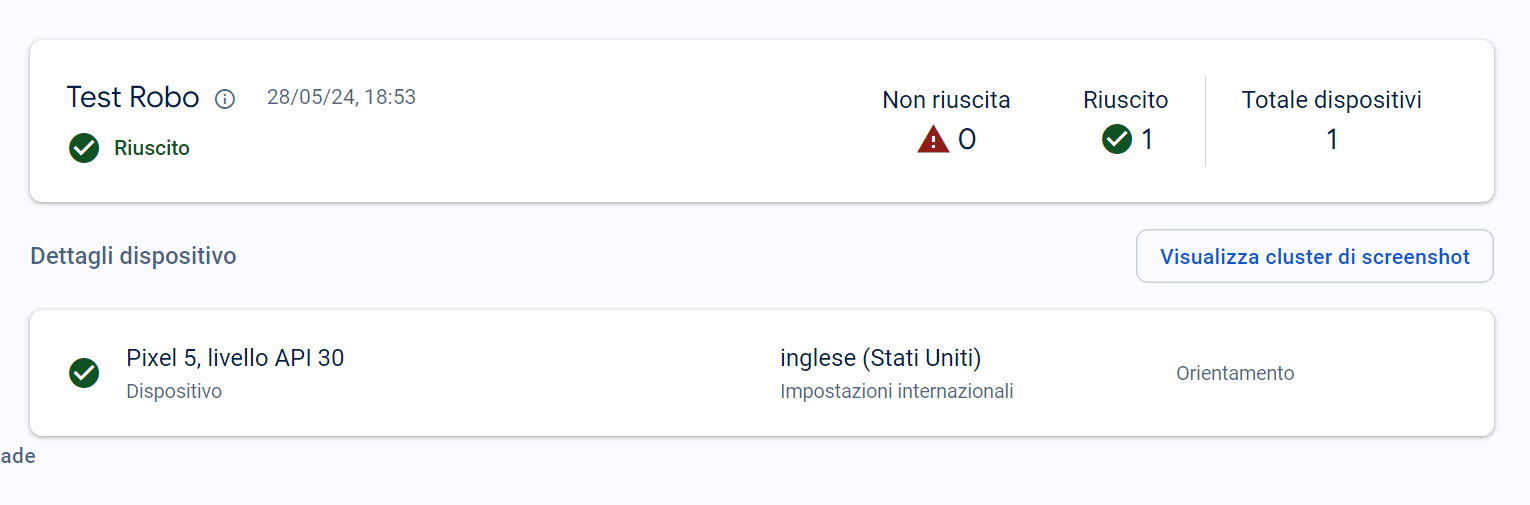 Test Robo 28/05/24, 18:53
Riuscito
Non riuscita
0
Riuscito
1
Totale dispositivi
1
Dettagli dispositivo
Visualizza cluster di screenshot
Pixel 5, livello API 30
Dispositivo
inglese (Stati Uniti)
Impostazioni internazionali
Orientamento
ade